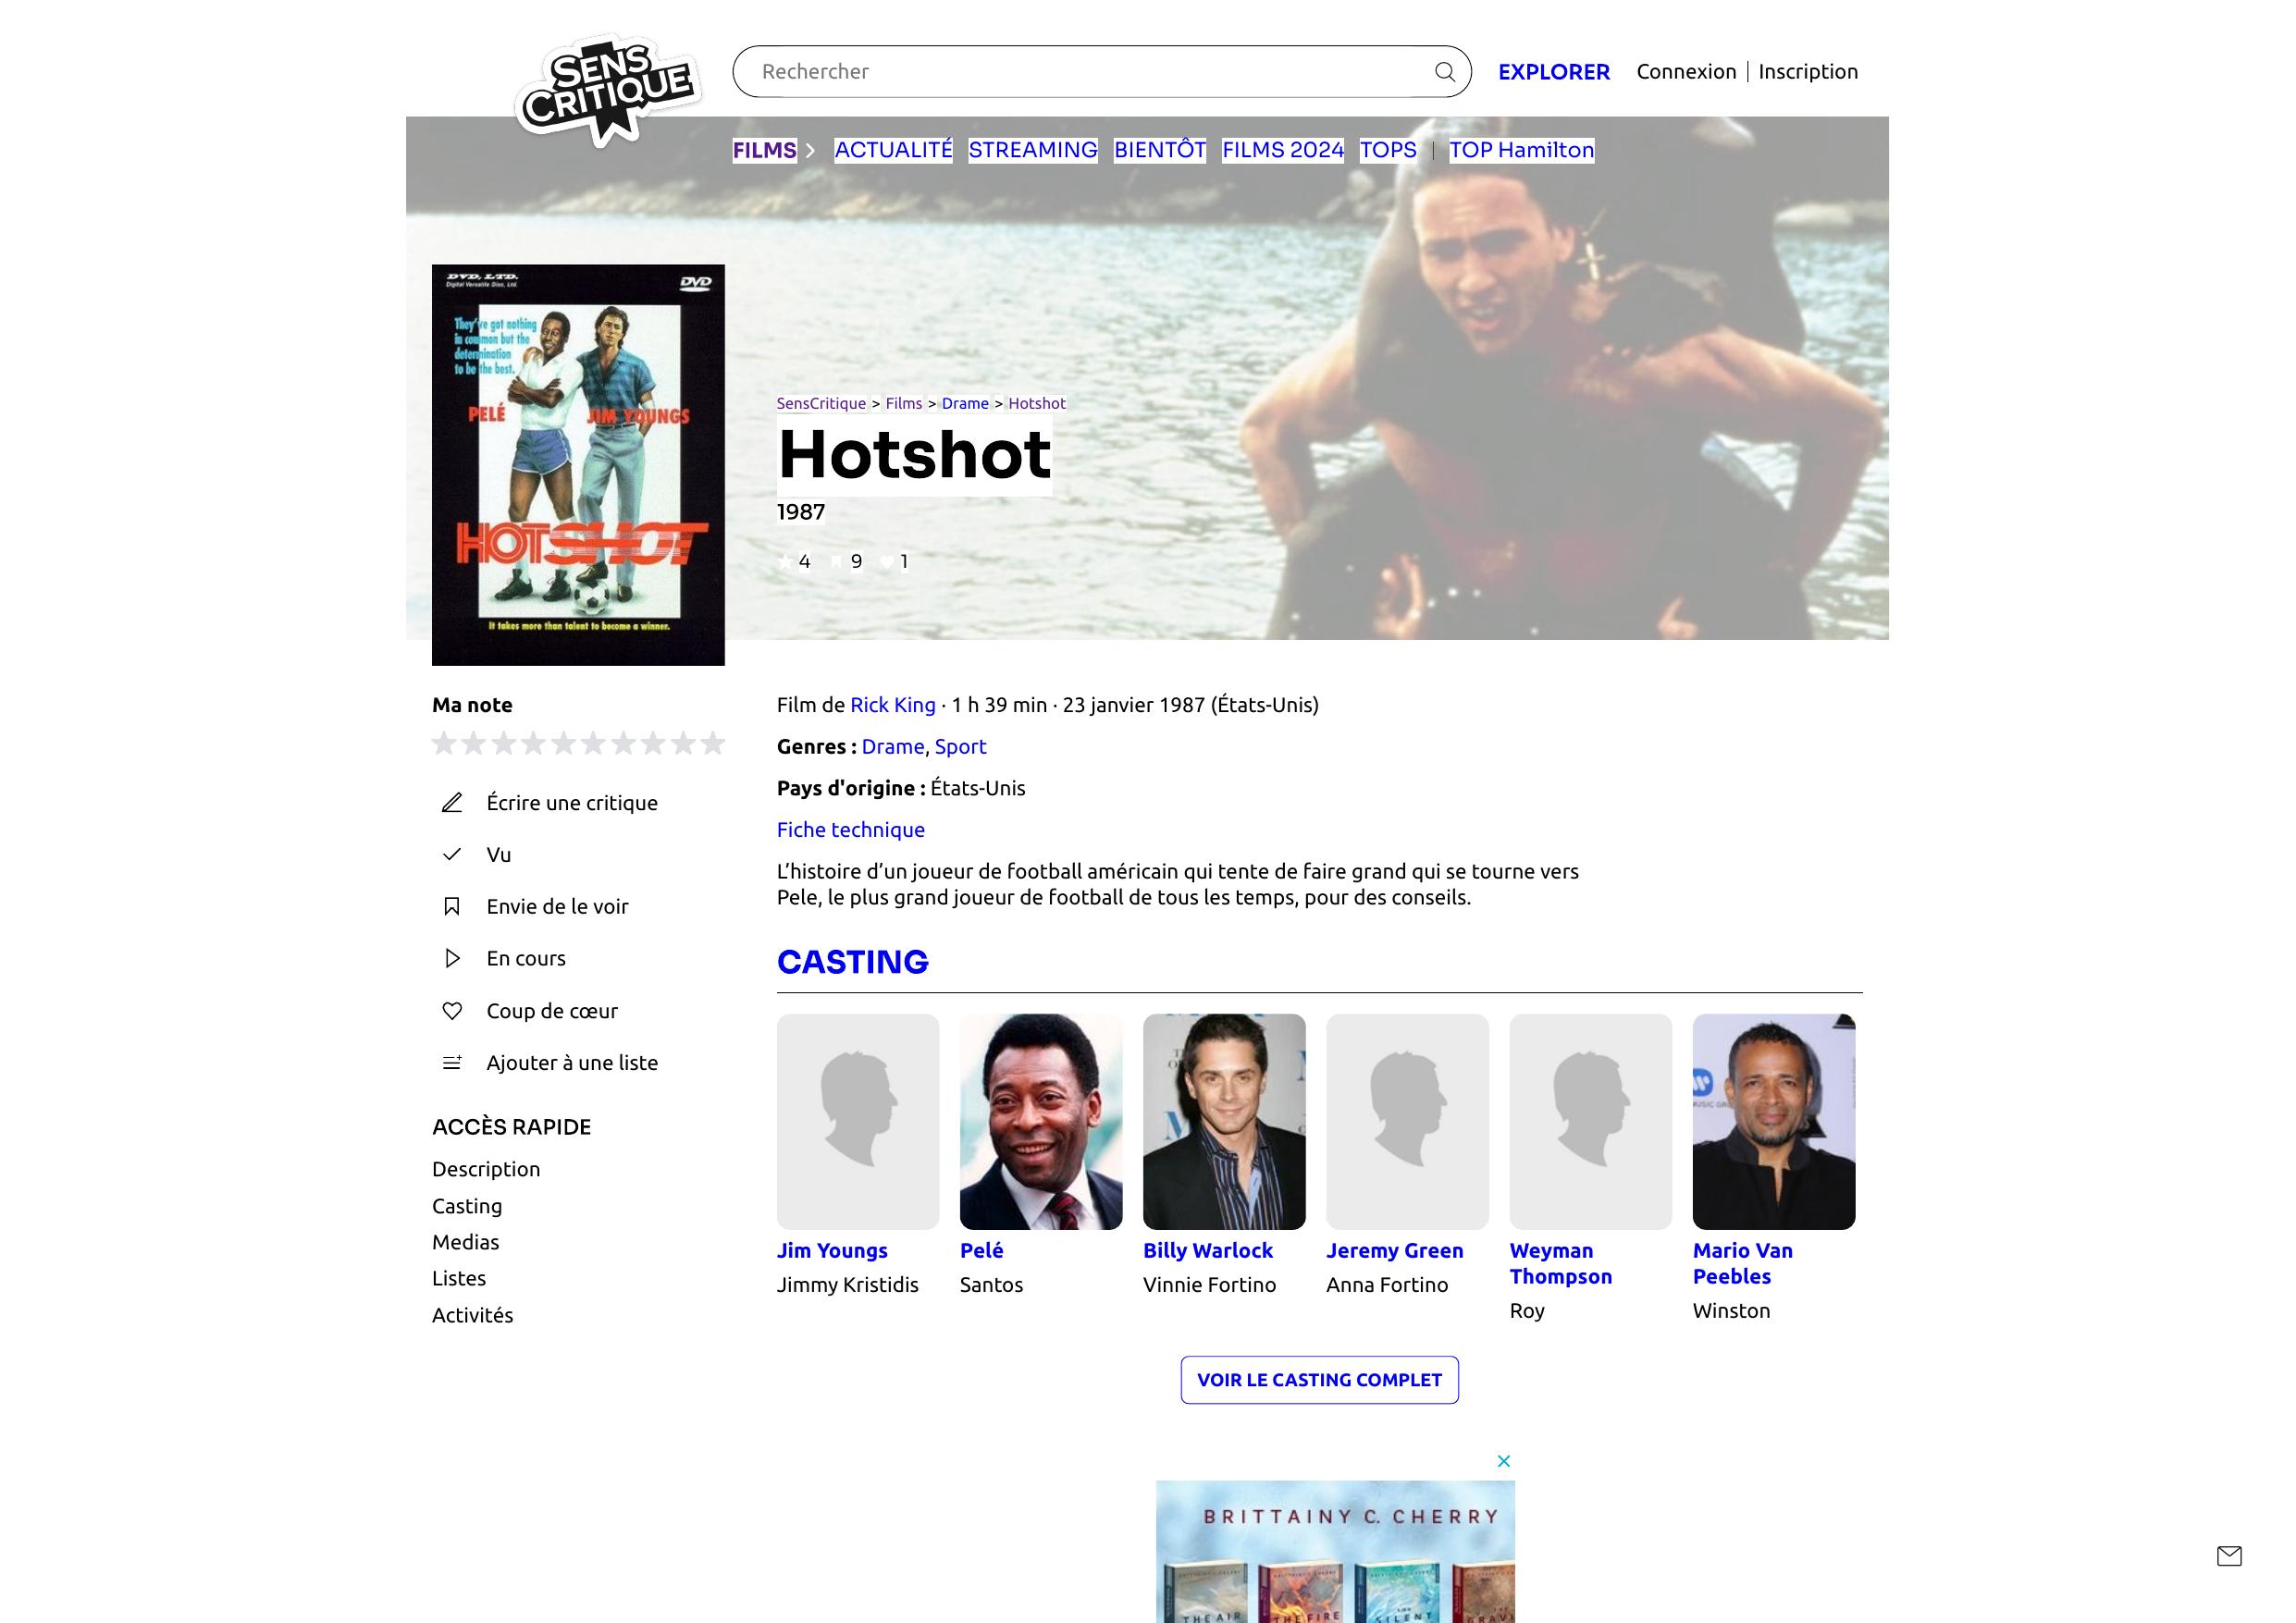 SENS
CRITIQUE
Rechercher
EXPLORER
Connexion | Inscription
FILMS
ACTUALITÉ
STREAMING
BIENTÔT
FILMS 2024
TOPS
TOP Hamilton
DVD, LTD.
Digital Versatile Disc, Ltd.
DVD
They've got nothing
in common but the
determination
to be the best.
PELÉ
JIM YOUNGS
HOTSHOT
It takes more than talent to become a winner.
SensCritique > Films > Drame > Hotshot
Hotshot
1987
4 9 1
Ma note
Écrire une critique
Vu
Envie de le voir
En cours
Coup de cœur
Ajouter à une liste
ACCÈS RAPIDE
Description
Casting
Medias
Listes
Activités
Film de Rick King · 1 h 39 min · 23 janvier 1987 (États-Unis)
Genres : Drame, Sport
Pays d'origine : États-Unis
Fiche technique
L’histoire d’un joueur de football américain qui tente de faire grand qui se tourne vers
Pele, le plus grand joueur de football de tous les temps, pour des conseils.
CASTING
Jim Youngs
Jimmy Kristidis
Pelé
Santos
Billy Warlock
Vinnie Fortino
Jeremy Green
Anna Fortino
Weyman
Thompson
Roy
Mario Van
Peebles
Winston
VOIR LE CASTING COMPLET
BRITTAINY C. CHERRY
THE AIR
THE FIRE
SILENT